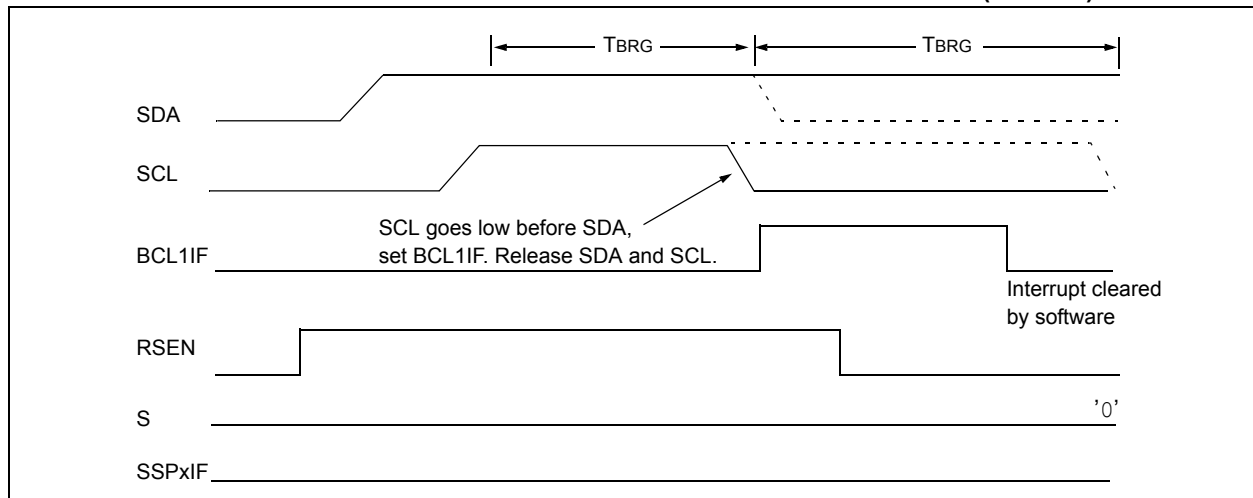 TBRG TBRG
SDA
SCL
SCL goes low before SDA,
set BCL1IF. Release SDA and SCL.
BCL1IF
Interrupt cleared
by software
RSEN
S '0'
SSPxIF